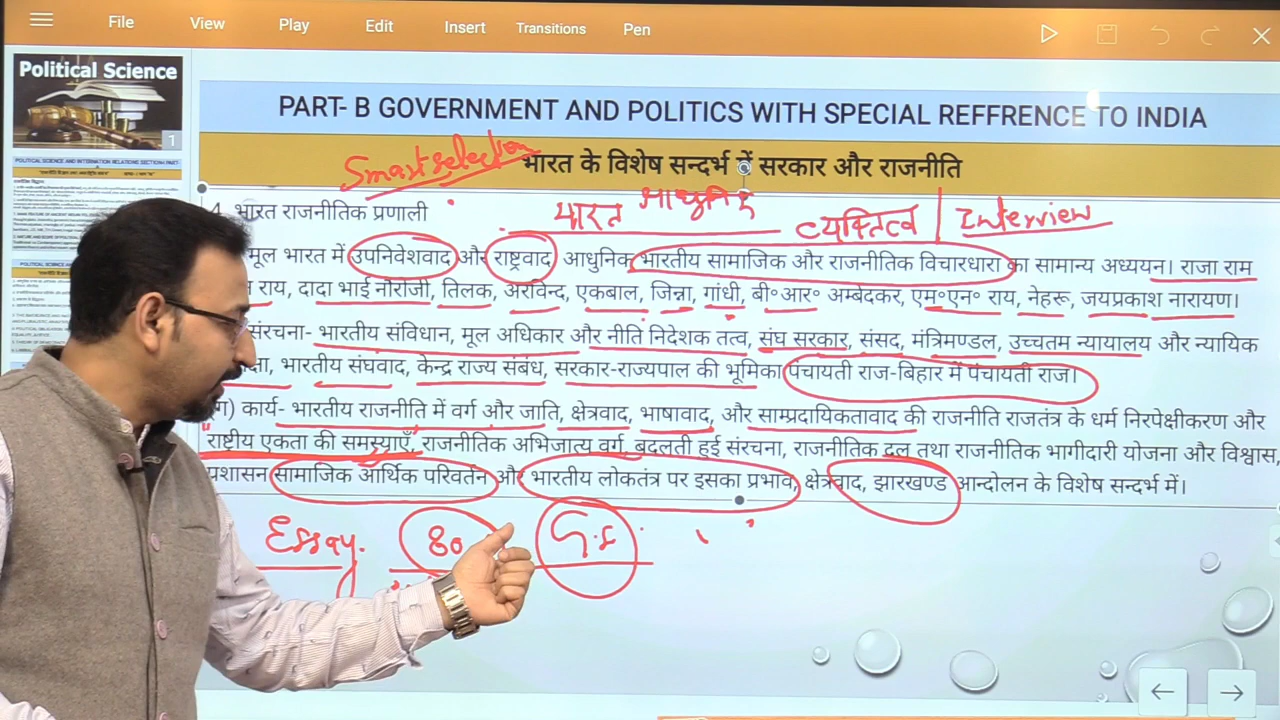 File View Play Edit Insert Transitions Pen
Political Science
1
PART- B GOVERNMENT AND POLITICS WITH SPECIAL REFFRENCE TO INDIA
Smart selection
भारत के विशेष सन्दर्भ में सरकार और राजनीति
4. भारत राजनीतिक प्रणाली
भारत आधुनिक
व्यक्तित्व | Interview
मूल भारत में उपनिवेशवाद और राष्ट्रवाद, आधुनिक भारतीय सामाजिक और राजनीतिक विचारधारा का सामान्य अध्ययन। राजा राम
राय, दादा भाई नौरोजी, तिलक, अरविन्द, एकबाल, जिन्ना, गांधी, बी०आर० अम्बेदकर, एम०एन० राय, नेहरू, जयप्रकाश नारायण।
संरचना- भारतीय संविधान, मूल अधिकार और नीति निदेशक तत्व, संघ सरकार, संसद, मंत्रिमण्डल, उच्चतम न्यायालय और न्यायिक
भारतीय संघवाद, केन्द्र राज्य संबंध, सरकार-राज्यपाल की भूमिका पंचायती राज-बिहार में पंचायती राज।
कार्य- भारतीय राजनीति में वर्ग और जाति, क्षेत्रवाद, भाषावाद, और साम्प्रदायिकतावाद की राजनीति राजतंत्र के धर्म निरपेक्षीकरण और
राष्ट्रीय एकता की समस्याएँ, राजनीतिक अभिजात्य वर्ग बदलती हुई संरचना, राजनीतिक दल तथा राजनीतिक भागीदारी योजना और विश्वास,
प्रशासन सामाजिक आर्थिक परिवर्तन और भारतीय लोकतंत्र पर इसका प्रभाव, क्षेत्रवाद, झारखण्ड आन्दोलन के विशेष सन्दर्भ में।
Essay. 80 G.S